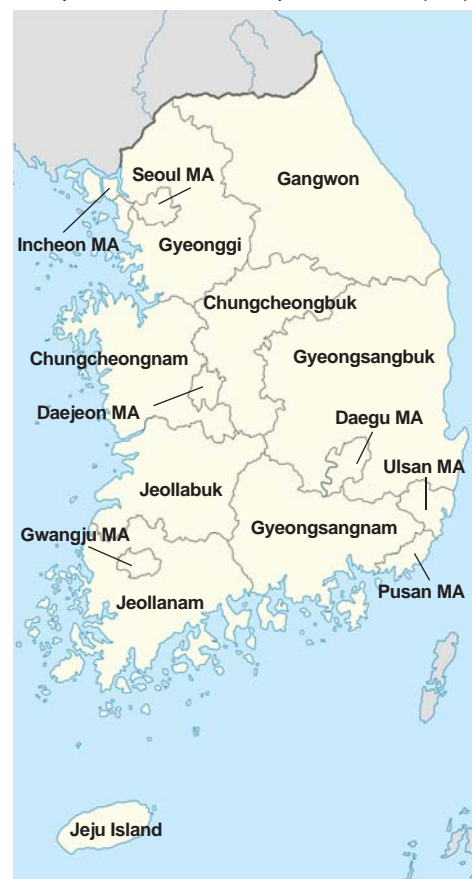 Seoul MA
Gangwon
Incheon MA
Gyeonggi
Chungcheongbuk
Chungcheongnam
Gyeongsangbuk
Daejeon MA
Daegu MA
Ulsan MA
Jeollabuk
Gyeongsangnam
Gwangju MA
Pusan MA
Jeollanam
Jeju Island